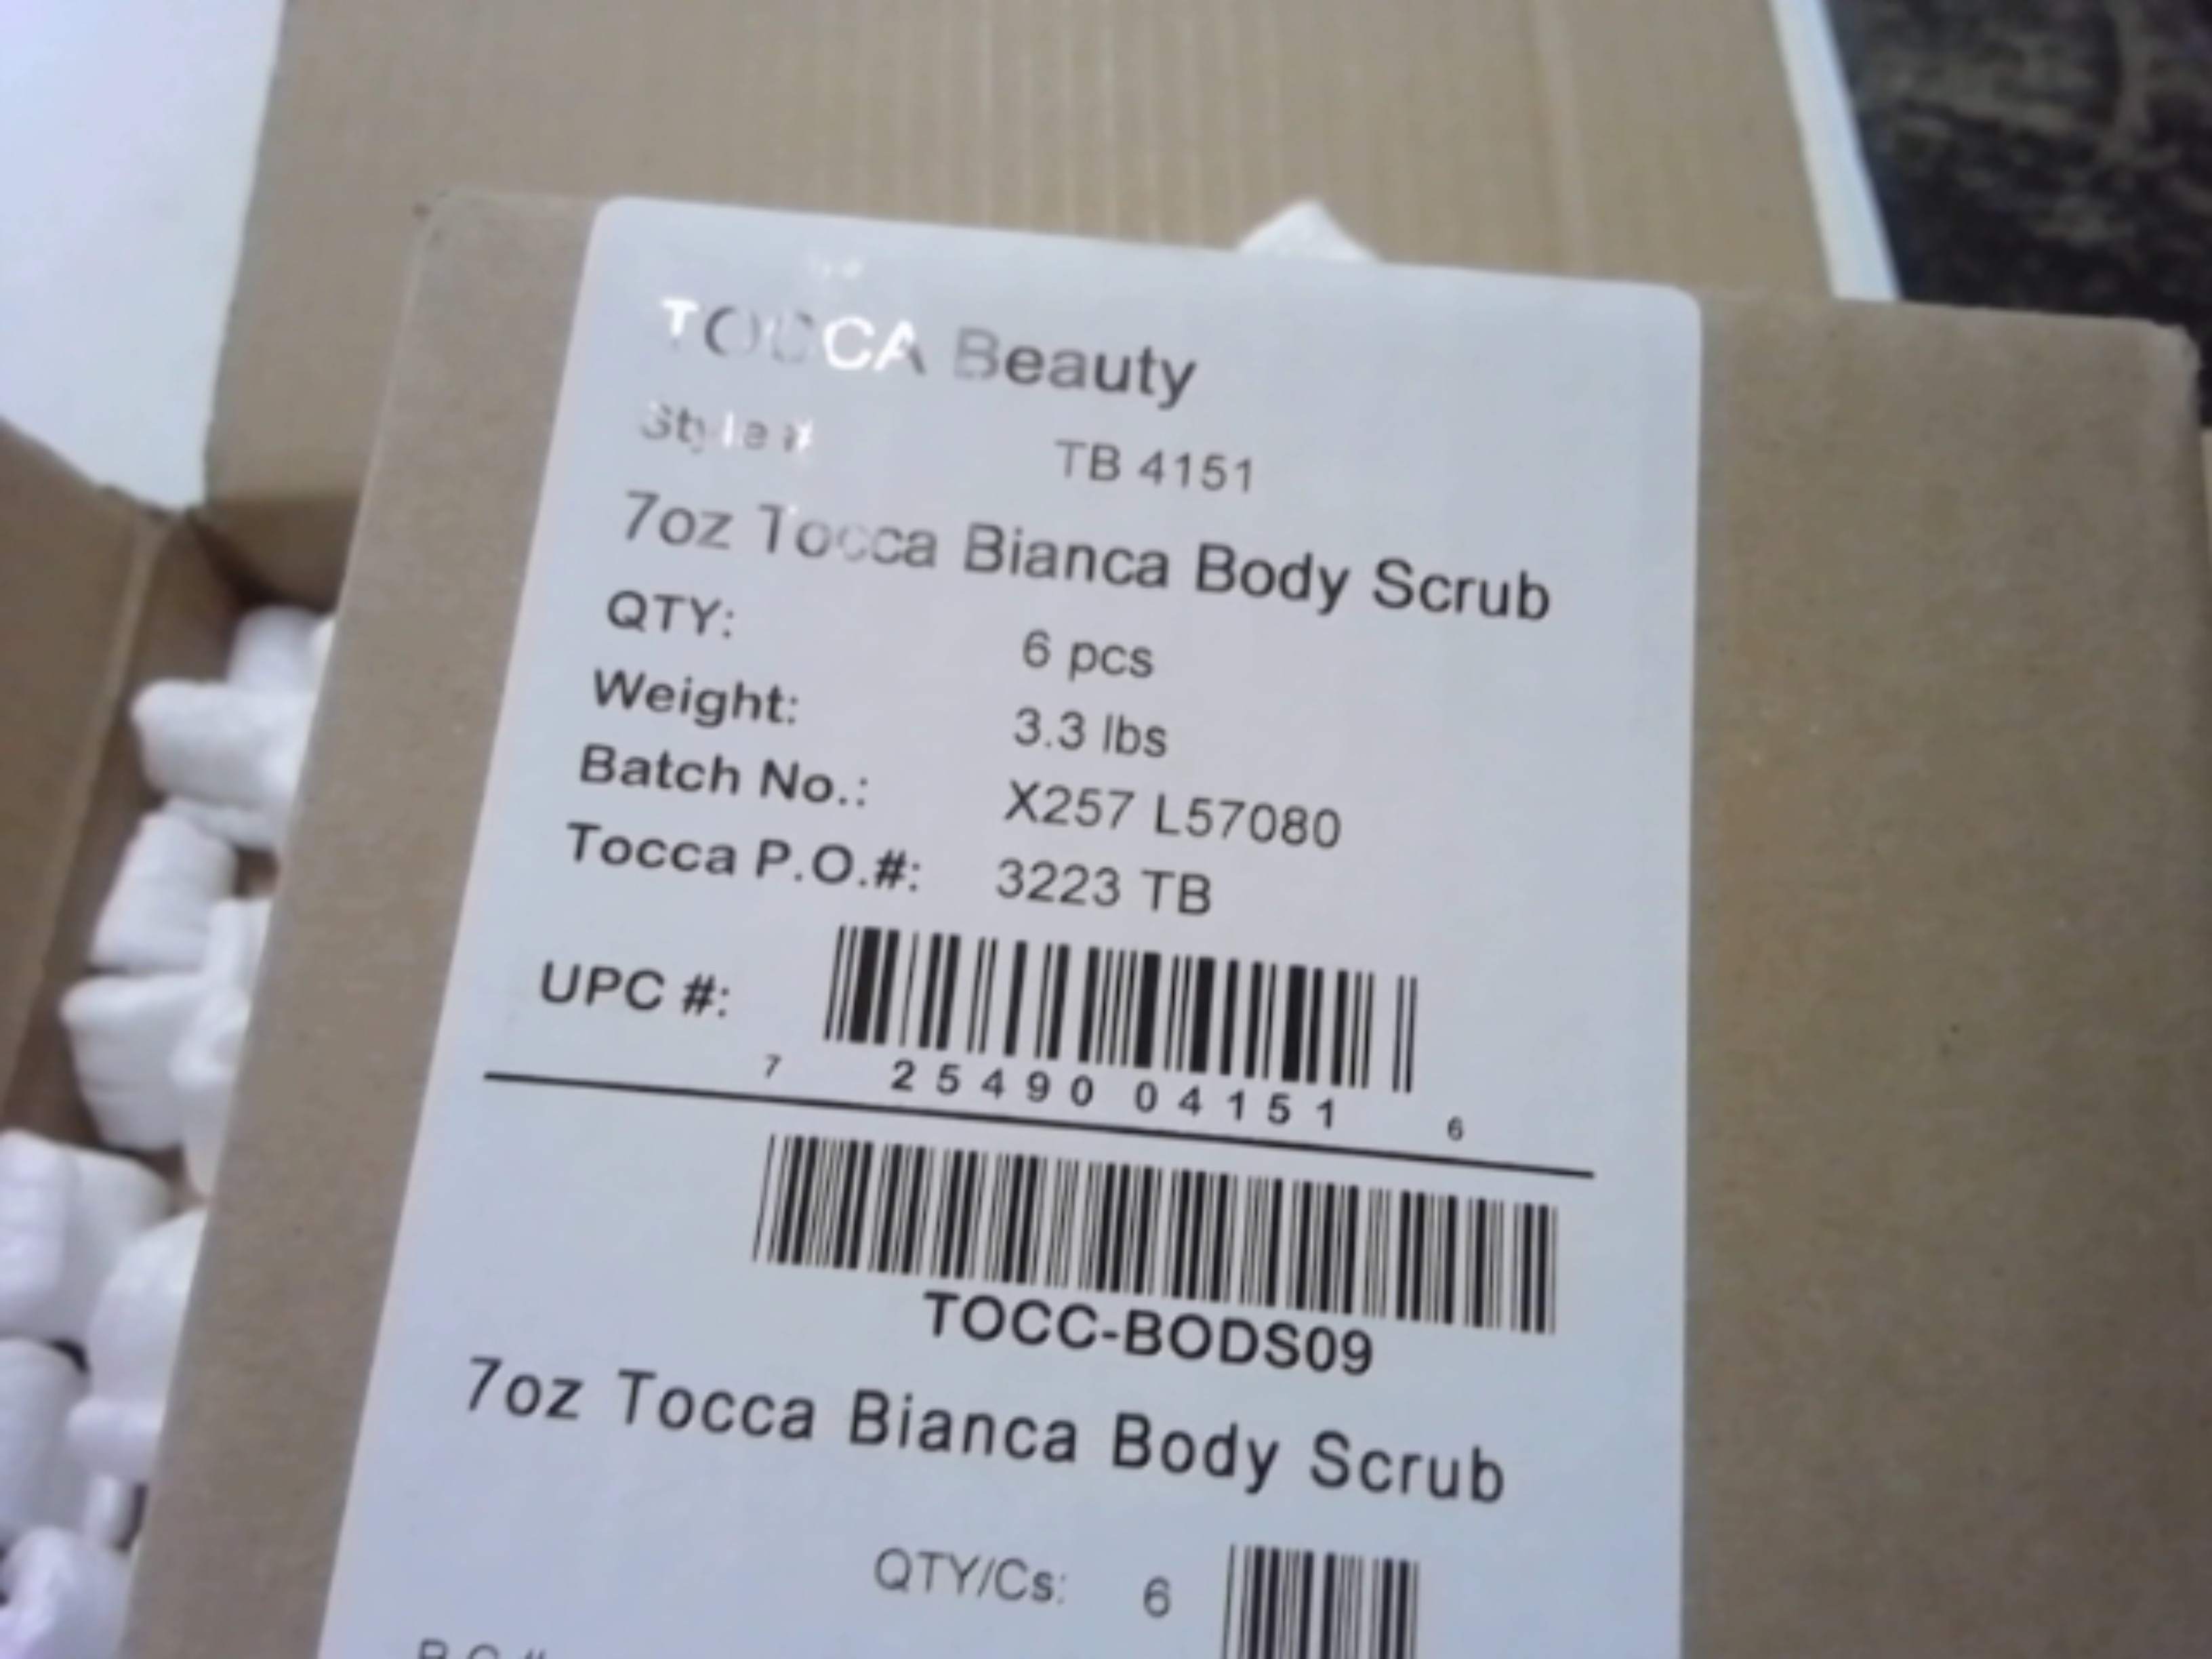 TOCCA Beauty
Style # TB 4151
7oz Tocca Bianca Body Scrub
QTY: 6 pcs
Weight: 3.3 lbs
Batch No.: X257 L57080
Tocca P.O.#: 3223 TB
UPC #:
7 25490 04151 6
TOCC-BODS09
7oz Tocca Bianca Body Scrub
QTY/Cs: 6